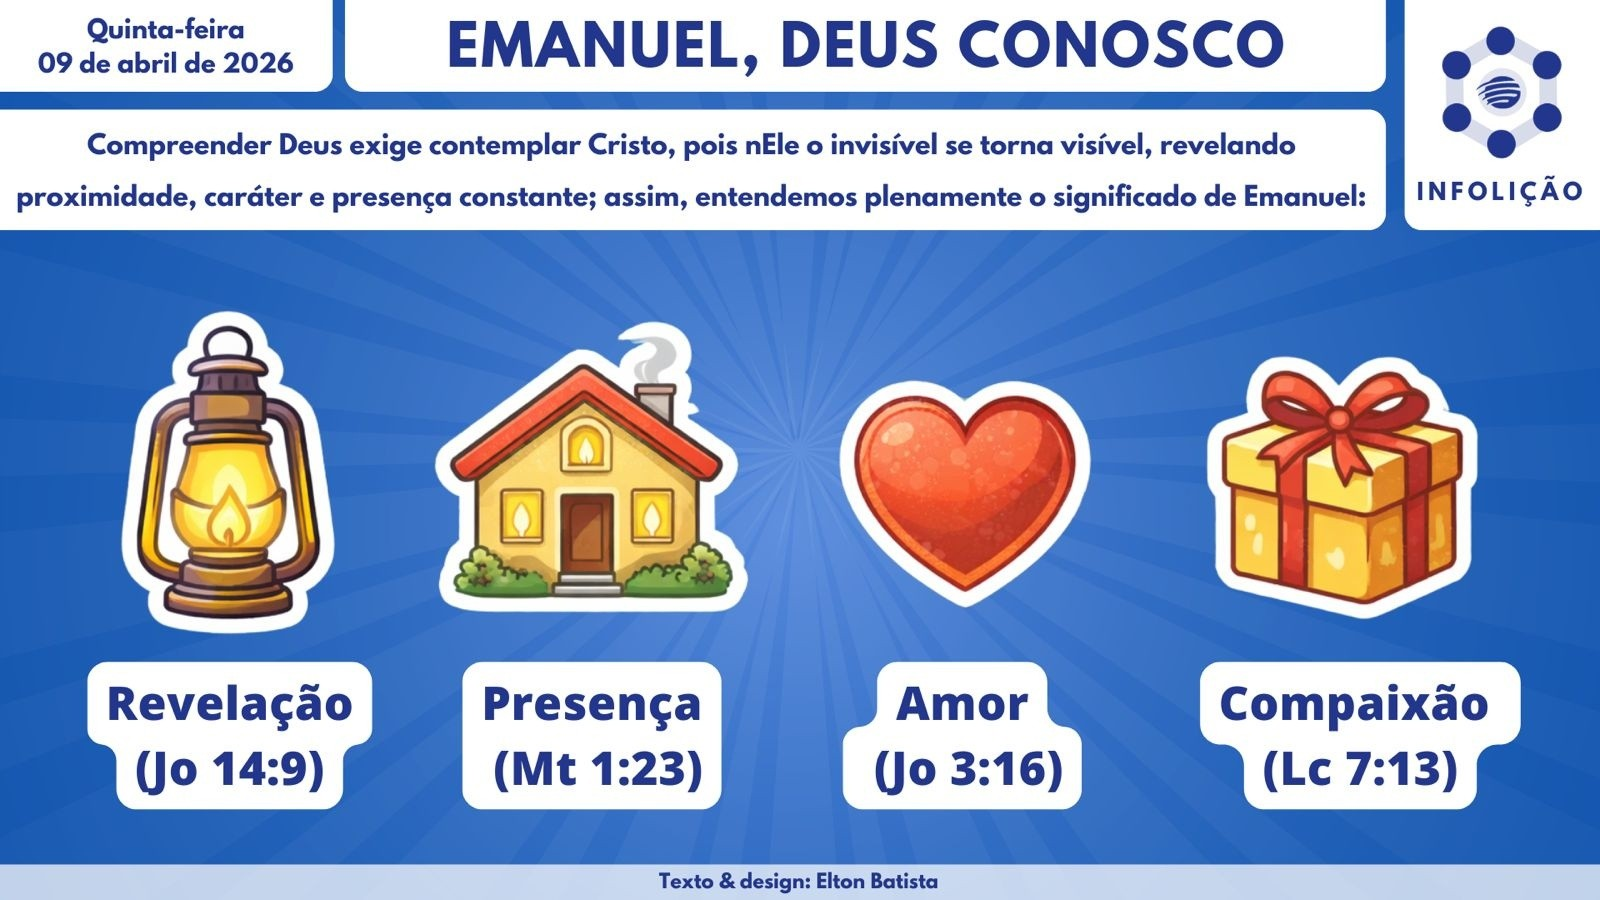 Quinta-feira
09 de abril de 2026
EMANUEL, DEUS CONOSCO
INFOLIÇÃO
Compreender Deus exige contemplar Cristo, pois nEle o invisível se torna visível, revelando
proximidade, caráter e presença constante; assim, entendemos plenamente o significado de Emanuel:
Revelação
(Jo 14:9)
Presença
(Mt 1:23)
Amor
(Jo 3:16)
Compaixão
(Lc 7:13)
Texto & design: Elton Batista